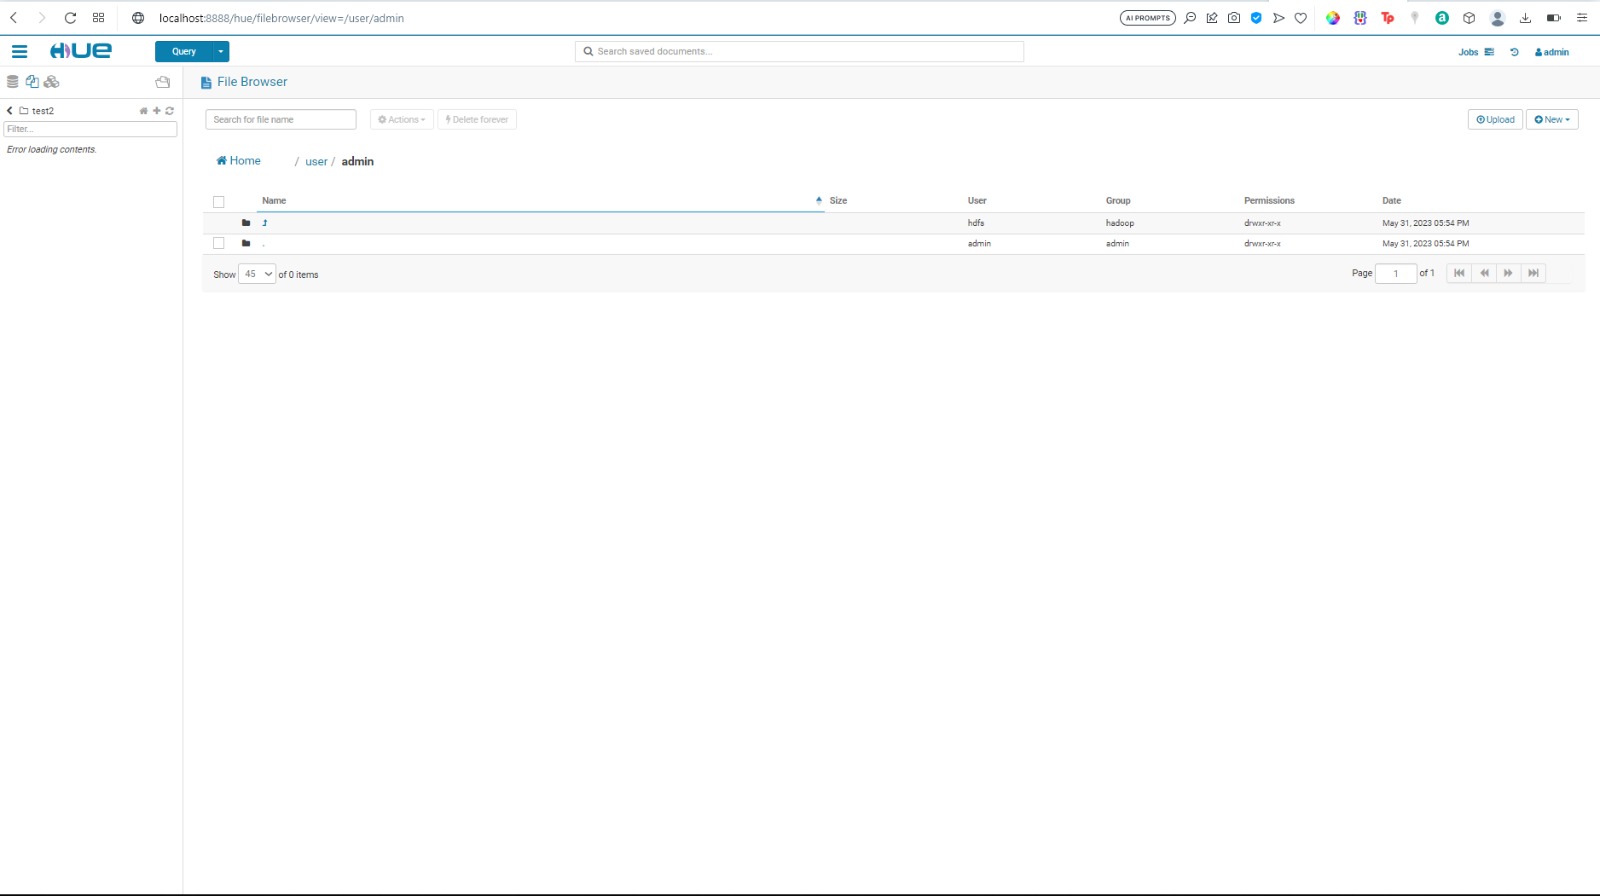 localhost:8888/hue/filebrowser/view=/user/admin
AI PROMPTS
Tp
a
HUE
Query
Search saved documents...
Jobs
admin
File Browser
test2
Filter...
Error loading contents.
Search for file name
Actions
Delete forever
Upload
New
Home / user / admin
Name Size User Group Permissions Date
hdfs hadoop drwxr-xr-x May 31, 2023 05:54 PM
. admin admin drwxr-xr-x May 31, 2023 05:54 PM
Show 45 of 0 items
Page 1 of 1